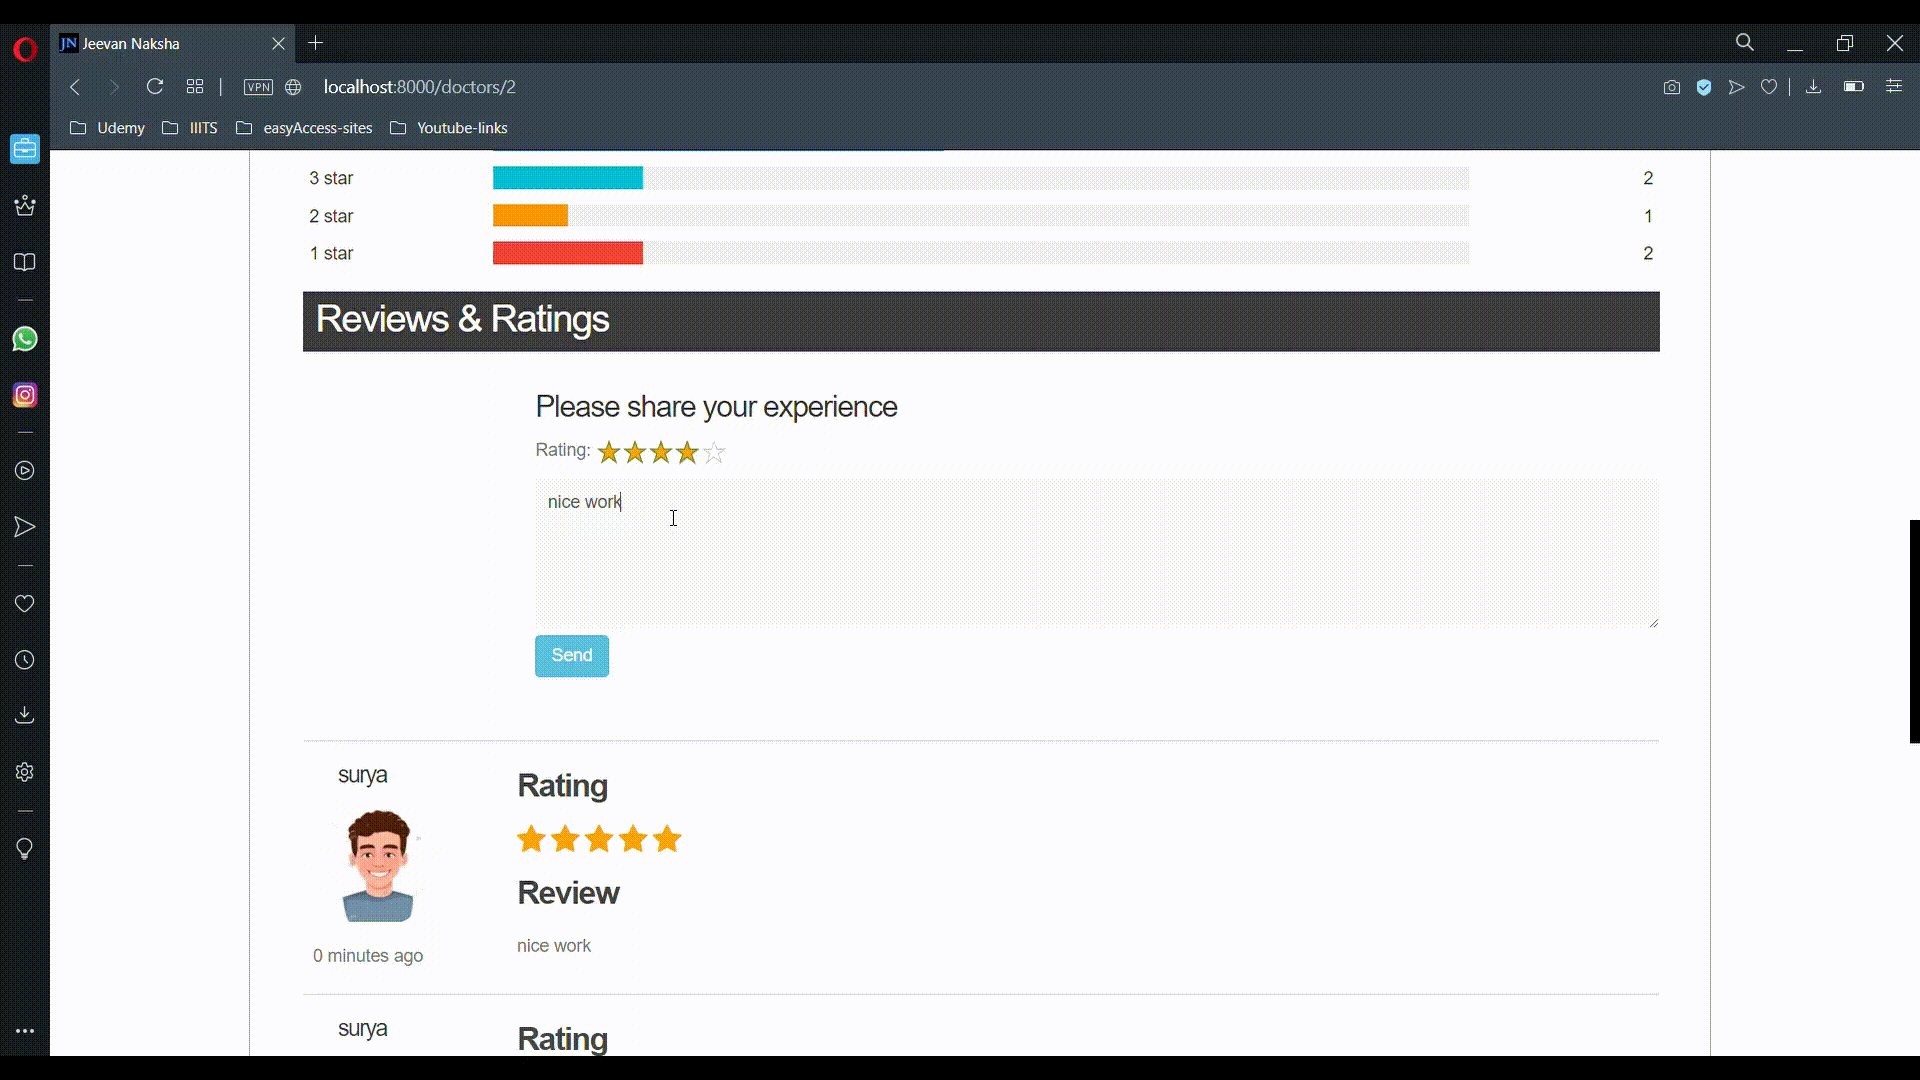 JN Jeevan Naksha
VPN localhost:8000/doctors/2
Udemy IIITS easyAccess-sites Youtube-links
3 star 2
2 star 1
1 star 2
Reviews & Ratings
Please share your experience
Rating:
nice work
Send
surya
Rating
Review
nice work
0 minutes ago
surya
Rating